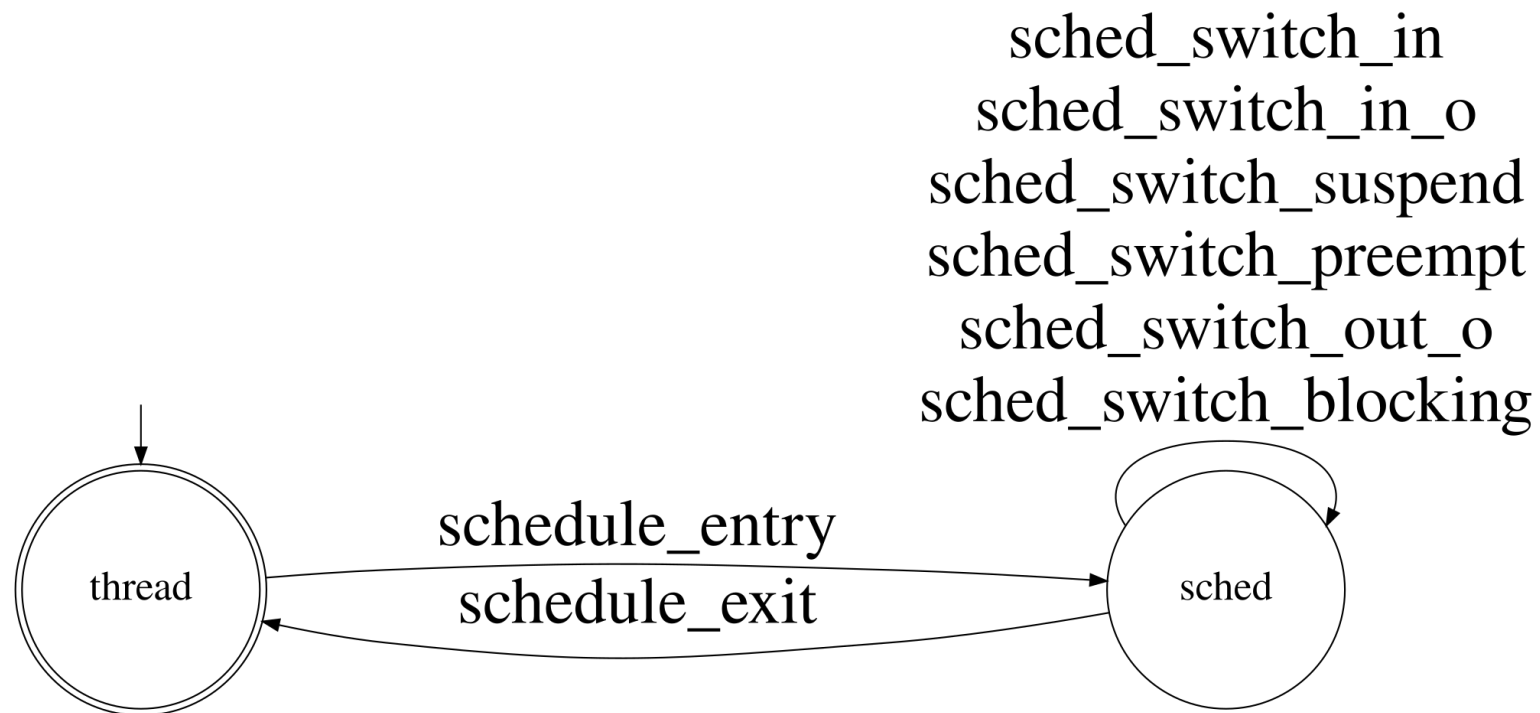 sched_switch_in
sched_switch_in_o
sched_switch_suspend
sched_switch_preempt
sched_switch_out_o
sched_switch_blocking
schedule_entry
thread
schedule_exit
sched